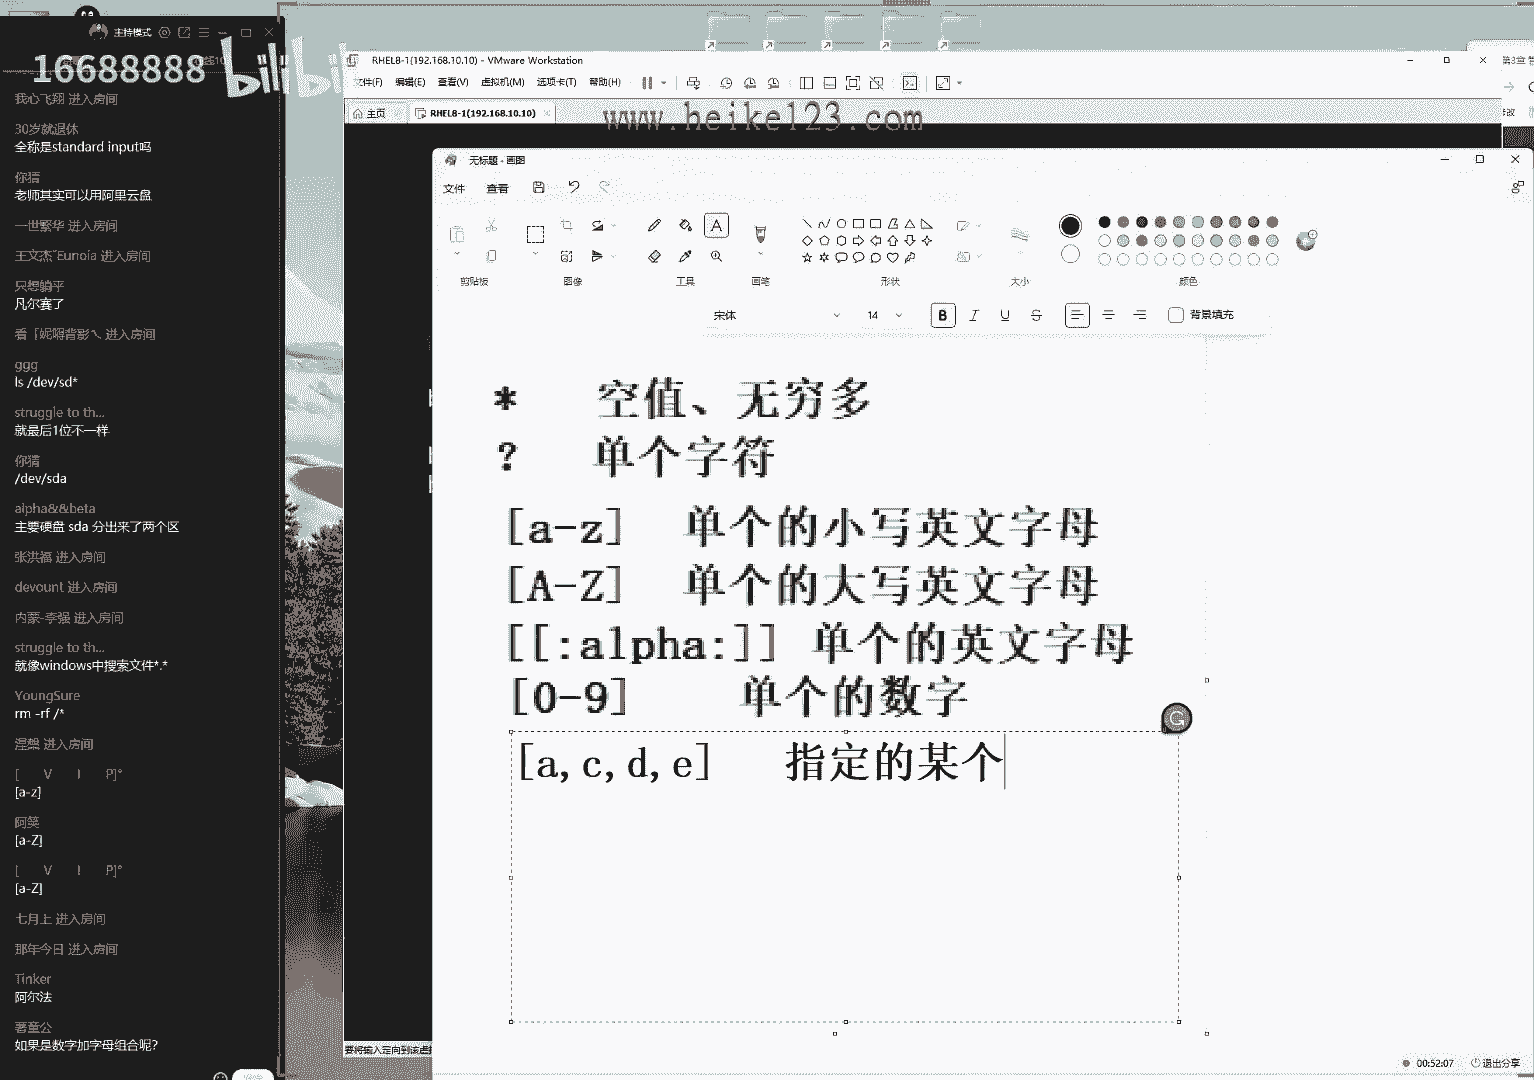 主持模式
16688888
bilibili
我心飞翔 进入房间
30岁就退休
全称是standard input吗
你猜
老师其实可以用阿里云盘
一世繁华 进入房间
王文杰~Eunoia 进入房间
只想躺平
凡尔赛了
进入房间
ggg
ls /dev/sd*
struggle to th...
就最后1位不一样
你猜
/dev/sda
alpha&&beta
主要硬盘 sda 分出来了两个区
张洪福 进入房间
devount 进入房间
内蒙-李强 进入房间
struggle to th...
就像windows中搜索文件*.*
YoungSure
rm -rf /*
涅槃 进入房间
[ V I P]°
[a-z]
阿笑
[a-Z]
[ V I P]°
[a-Z]
七月上 进入房间
那年今日 进入房间
Tinker
阿尔法
著童公
如果是数字加字母组合呢?
RHEL8-1(192.168.10.10) - VMware Workstation
文件(F) 编辑(E) 查看(V) 虚拟机(M) 选项卡(T) 帮助(H)
主页 RHEL8-1(192.168.10.10)
www.heike123.com
无标题 - 画图
文件 查看
剪贴板 图像 工具 画笔 形状 大小 颜色
宋体 14 B I U S 背景填充
* 空值、无穷多
? 单个字符
[a-z] 单个的小写英文字母
[A-Z] 单个的大写英文字母
[[:alpha:]] 单个的英文字母
[0-9] 单个的数字
[a,c,d,e] 指定的某个
要将输入定向到该虚
00:52:07 退出分享